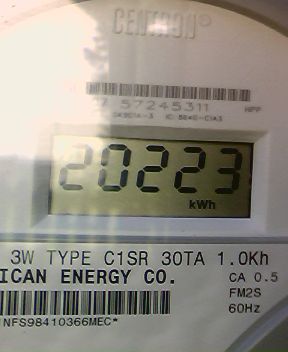 CENTRON®
57245311
HPP
20223
kWh
3W TYPE C1SR 30TA 1.0Kh
ICAN ENERGY CO.
CA 0.5
FM2S
60Hz
NFS98410366MEC*